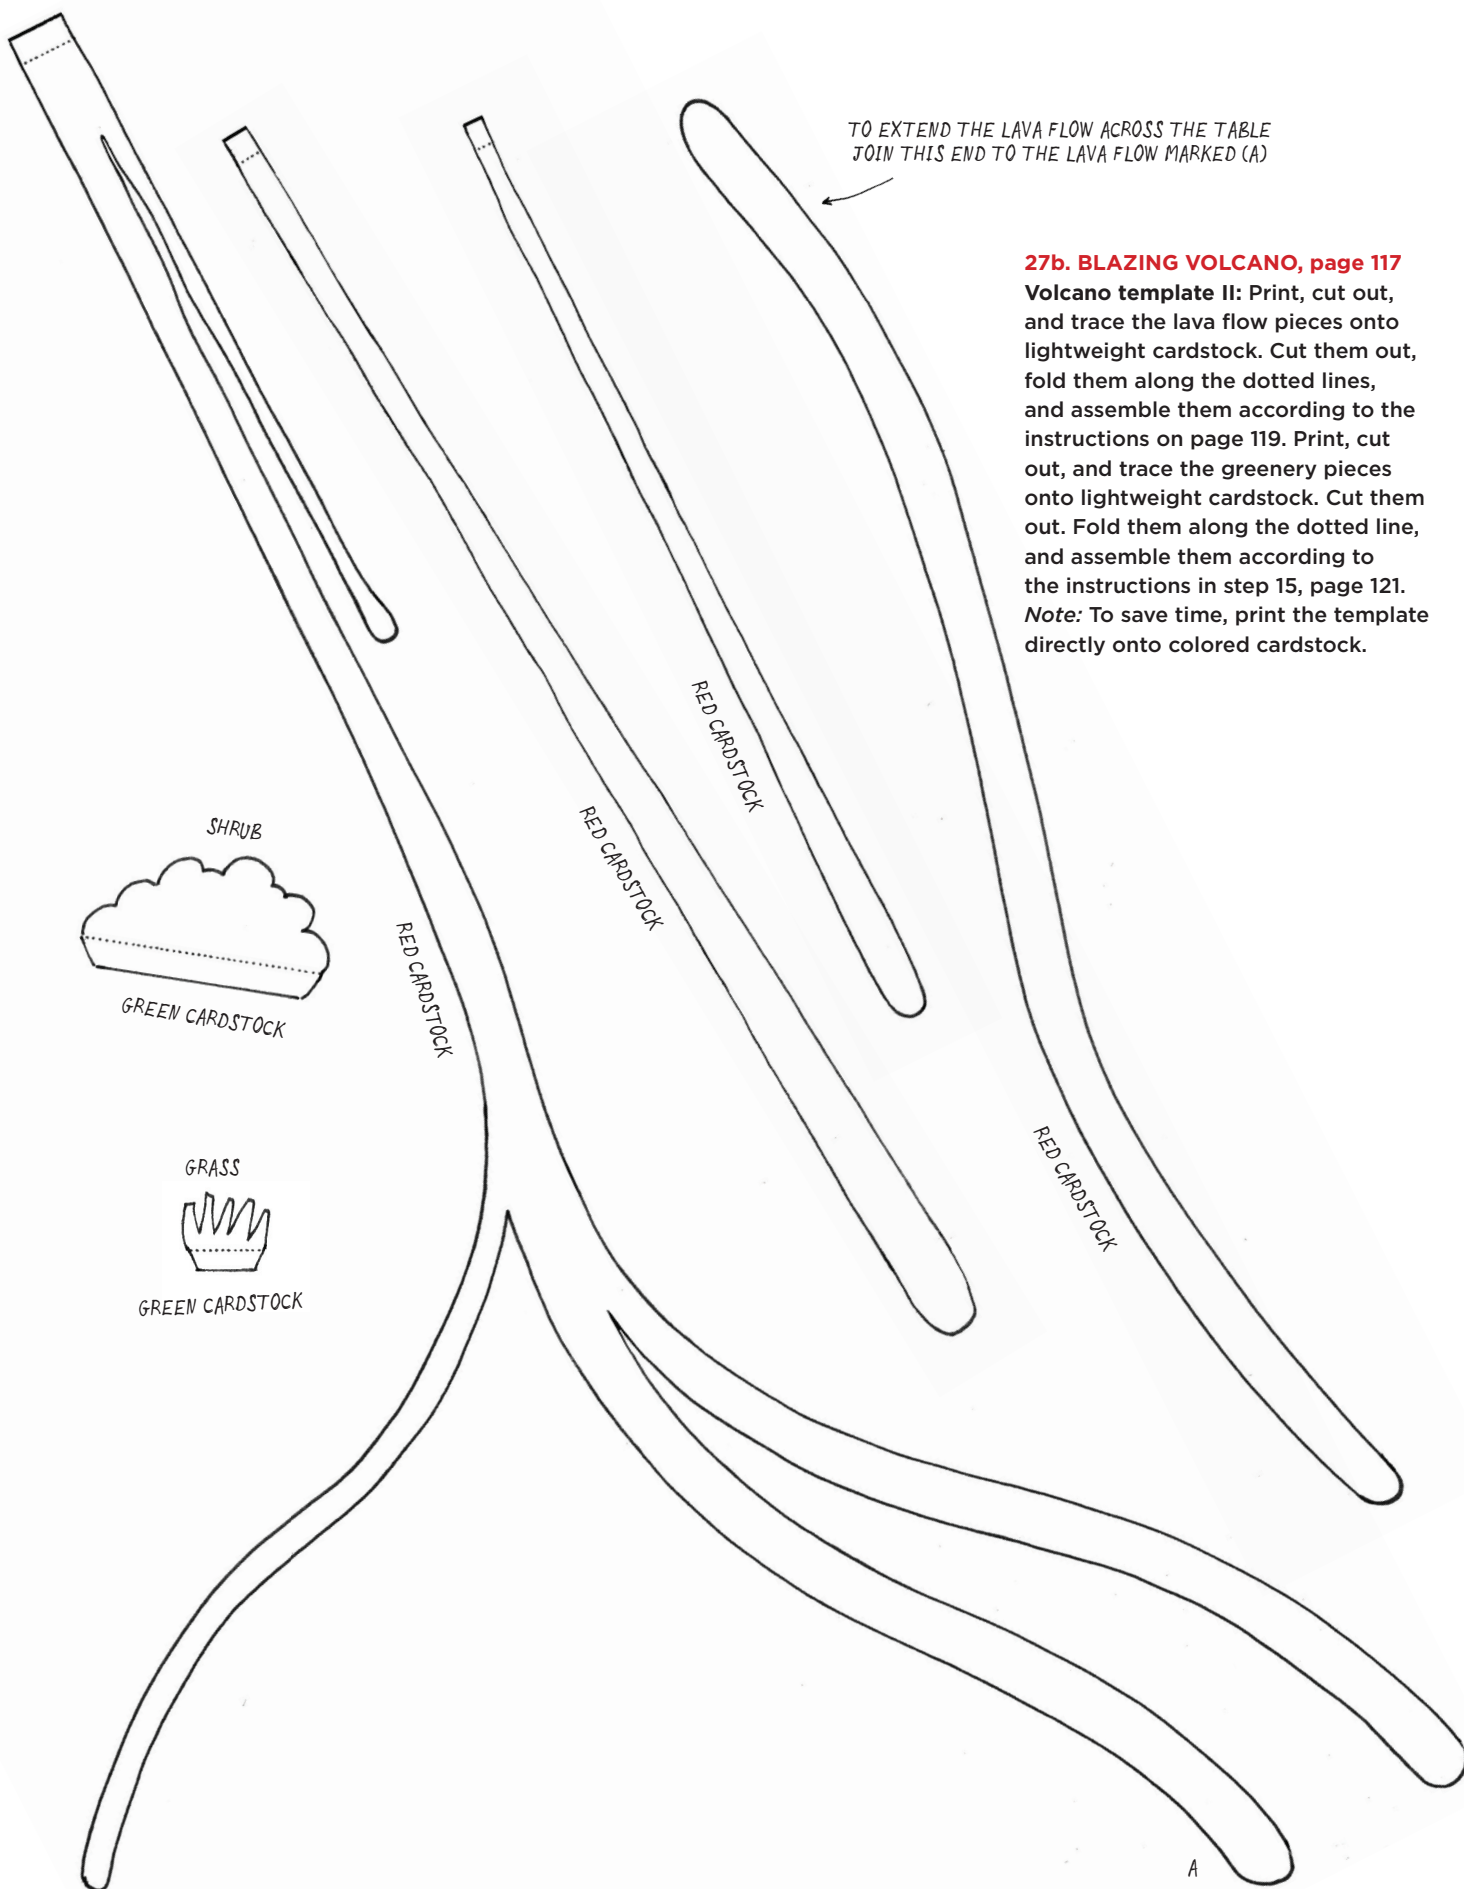 TO EXTEND THE LAVA FLOW ACROSS THE TABLE
JOIN THIS END TO THE LAVA FLOW MARKED (A)
27b. BLAZING VOLCANO, page 117
Volcano template II: Print, cut out,
and trace the lava flow pieces onto
lightweight cardstock. Cut them out,
fold them along the dotted lines,
and assemble them according to the
instructions on page 119. Print, cut
out, and trace the greenery pieces
onto lightweight cardstock. Cut them
out. Fold them along the dotted line,
and assemble them according to
the instructions in step 15, page 121.
Note: To save time, print the template
directly onto colored cardstock.
RED CARDSTOCK
RED CARDSTOCK
SHRUB
GREEN CARDSTOCK
RED CARDSTOCK
RED CARDSTOCK
GRASS
GREEN CARDSTOCK
A